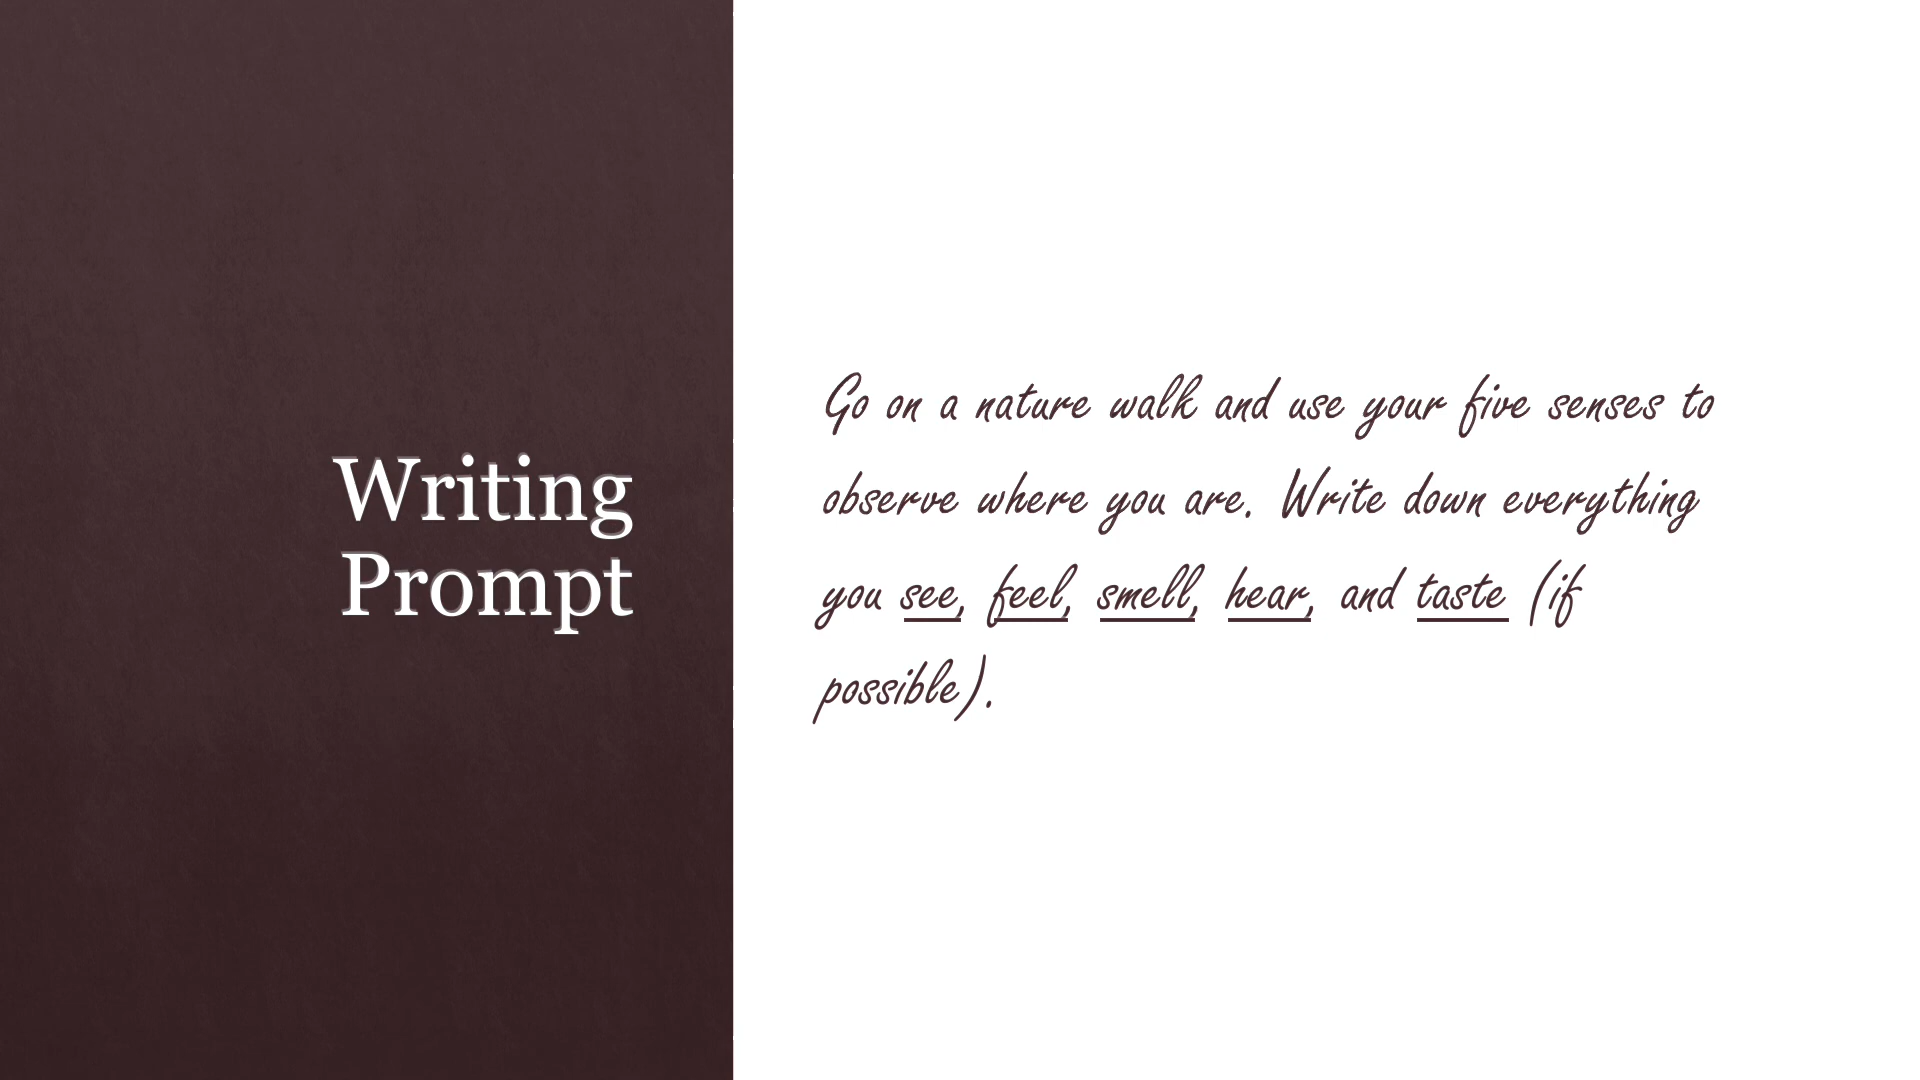 Writing
Prompt
Go on a nature walk and use your five senses to
observe where you are. Write down everything
you see, feel, smell, hear, and taste (if
possible).